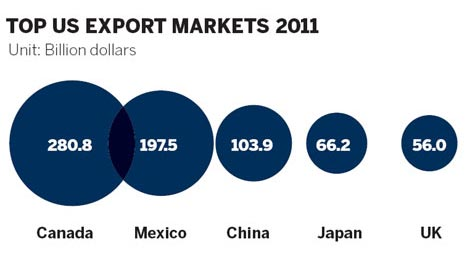 TOP US EXPORT MARKETS 2011
Unit: Billion dollars
280.8 197.5 103.9 66.2 56.0
Canada Mexico China Japan UK